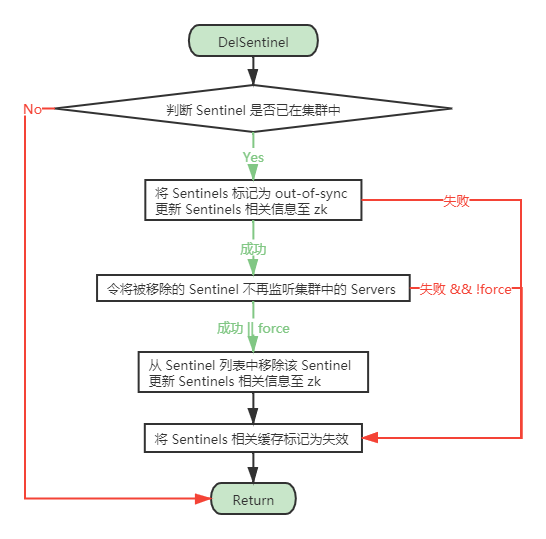 DelSentinel
No
判断 Sentinel 是否已在集群中
Yes
将 Sentinels 标记为 out-of-sync
更新 Sentinels 相关信息至 zk
失败
成功
令将被移除的 Sentinel 不再监听集群中的 Servers
失败 && !force
成功 || force
从 Sentinel 列表中移除该 Sentinel
更新 Sentinels 相关信息至 zk
将 Sentinels 相关缓存标记为失效
Return